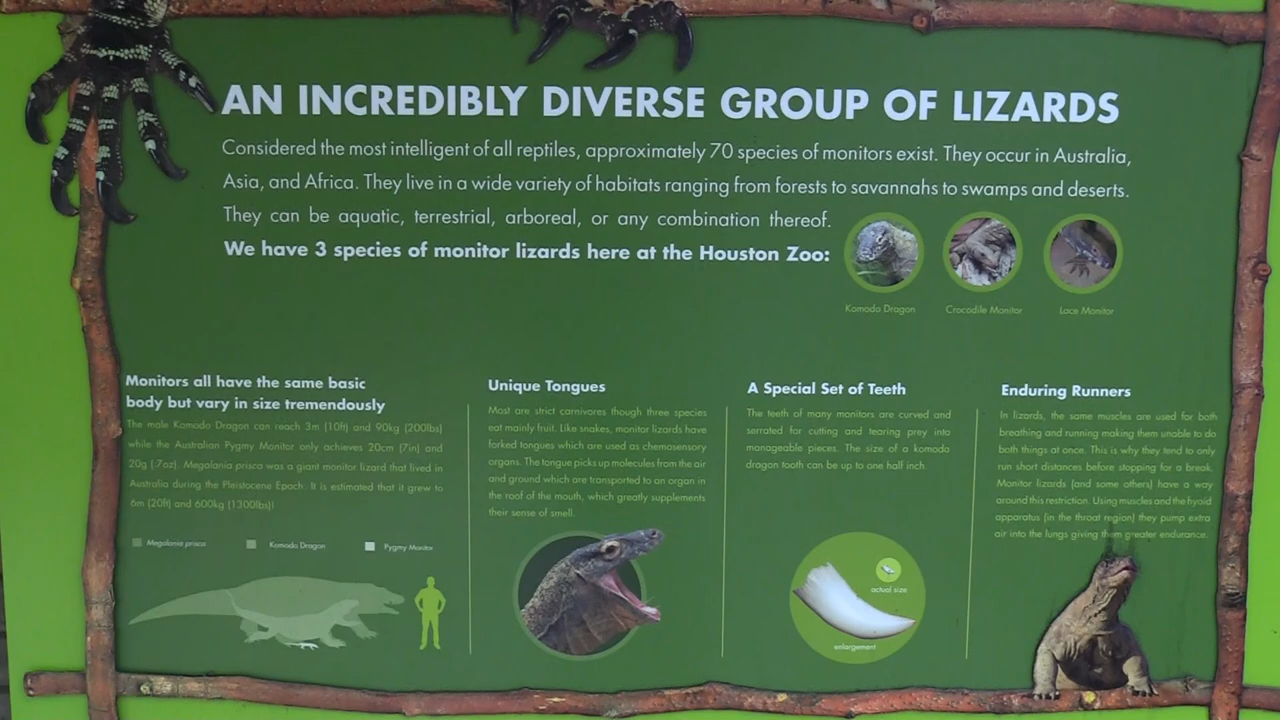 AN INCREDIBLY DIVERSE GROUP OF LIZARDS
Considered the most intelligent of all reptiles, approximately 70 species of monitors exist. They occur in Australia,
Asia, and Africa. They live in a wide variety of habitats ranging from forests to savannahs to swamps and deserts.
They can be aquatic, terrestrial, arboreal, or any combination thereof.
We have 3 species of monitor lizards here at the Houston Zoo:
Komodo Dragon
Crocodile Monitor
Lace Monitor
Monitors all have the same basic
body but vary in size tremendously
The male Komodo Dragon can reach 3m (10ft) and 90kg (200lbs)
while the Australian Pygmy Monitor only achieves 20cm (7in) and
20g (.7oz). Megalania prisca was a giant monitor lizard that lived in
Australia during the Pleistocene Epoch. It is estimated that it grew to
6m (20ft) and 600kg (1300lbs)!
Megalania prisca
Komodo Dragon
Pygmy Monitor
Unique Tongues
Most are strict carnivores though three species
eat mainly fruit. Like snakes, monitor lizards have
forked tongues which are used as chemosensory
organs. The tongue picks up molecules from the air
and ground which are transported to an organ in
the roof of the mouth, which greatly supplements
their sense of smell.
A Special Set of Teeth
The teeth of many monitors are curved and
serrated for cutting and tearing prey into
manageable pieces. The size of a komodo
dragon tooth can be up to one half inch.
actual size
enlargement
Enduring Runners
In lizards, the same muscles are used for both
breathing and running making them unable to do
both things at once. This is why they tend to only
run short distances before stopping for a break.
Monitor lizards (and some others) have a way
around this restriction. Using muscles and the hyoid
apparatus (in the throat region) they pump extra
air into the lungs giving them greater endurance.